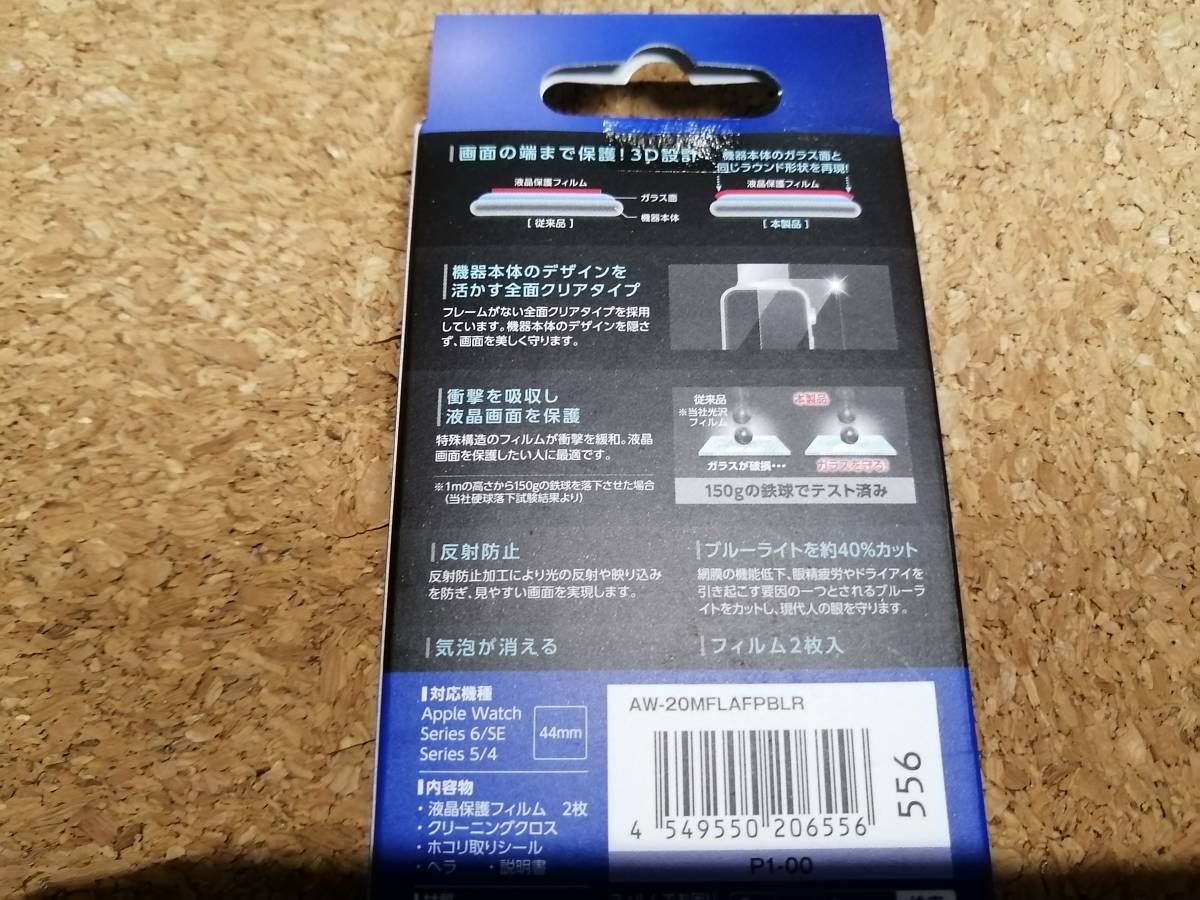 画面の端まで保護!3D設計
機器本体のガラス面と
同じラウンド形状を再現!
液晶保護フィルム
ガラス面
機器本体
[従来品]
液晶保護フィルム
[本製品]
機器本体のデザインを
活かす全面クリアタイプ
フレームがない全面クリアタイプを採用
しています。機器本体のデザインを隠さ
ず、画面を美しく守ります。
衝撃を吸収し
液晶画面を保護
特殊構造のフィルムが衝撃を緩和。液晶
画面を保護したい人に最適です。
※1mの高さから150gの鉄球を落下させた場合
(当社硬球落下試験結果より)
従来品
※当社光沢
フィルム
本製品
ガラスが破損…
ガラスを守る!
150gの鉄球でテスト済み
反射防止
反射防止加工により光の反射や映り込み
を防ぎ、見やすい画面を実現します。
ブルーライトを約40%カット
網膜の機能低下、眼精疲労やドライアイを
引き起こす要因の一つとされるブルーラ
イトをカットし、現代人の眼を守ります。
気泡が消える
フィルム2枚入
対応機種
Apple Watch
Series 6/SE
Series 5/4
44mm
内容物
・液晶保護フィルム 2枚
・クリーニングクロス
・ホコリ取りシール
・ヘラ ・説明書
AW-20MFLAFPBLR
4 549550 206556
556
P1-00